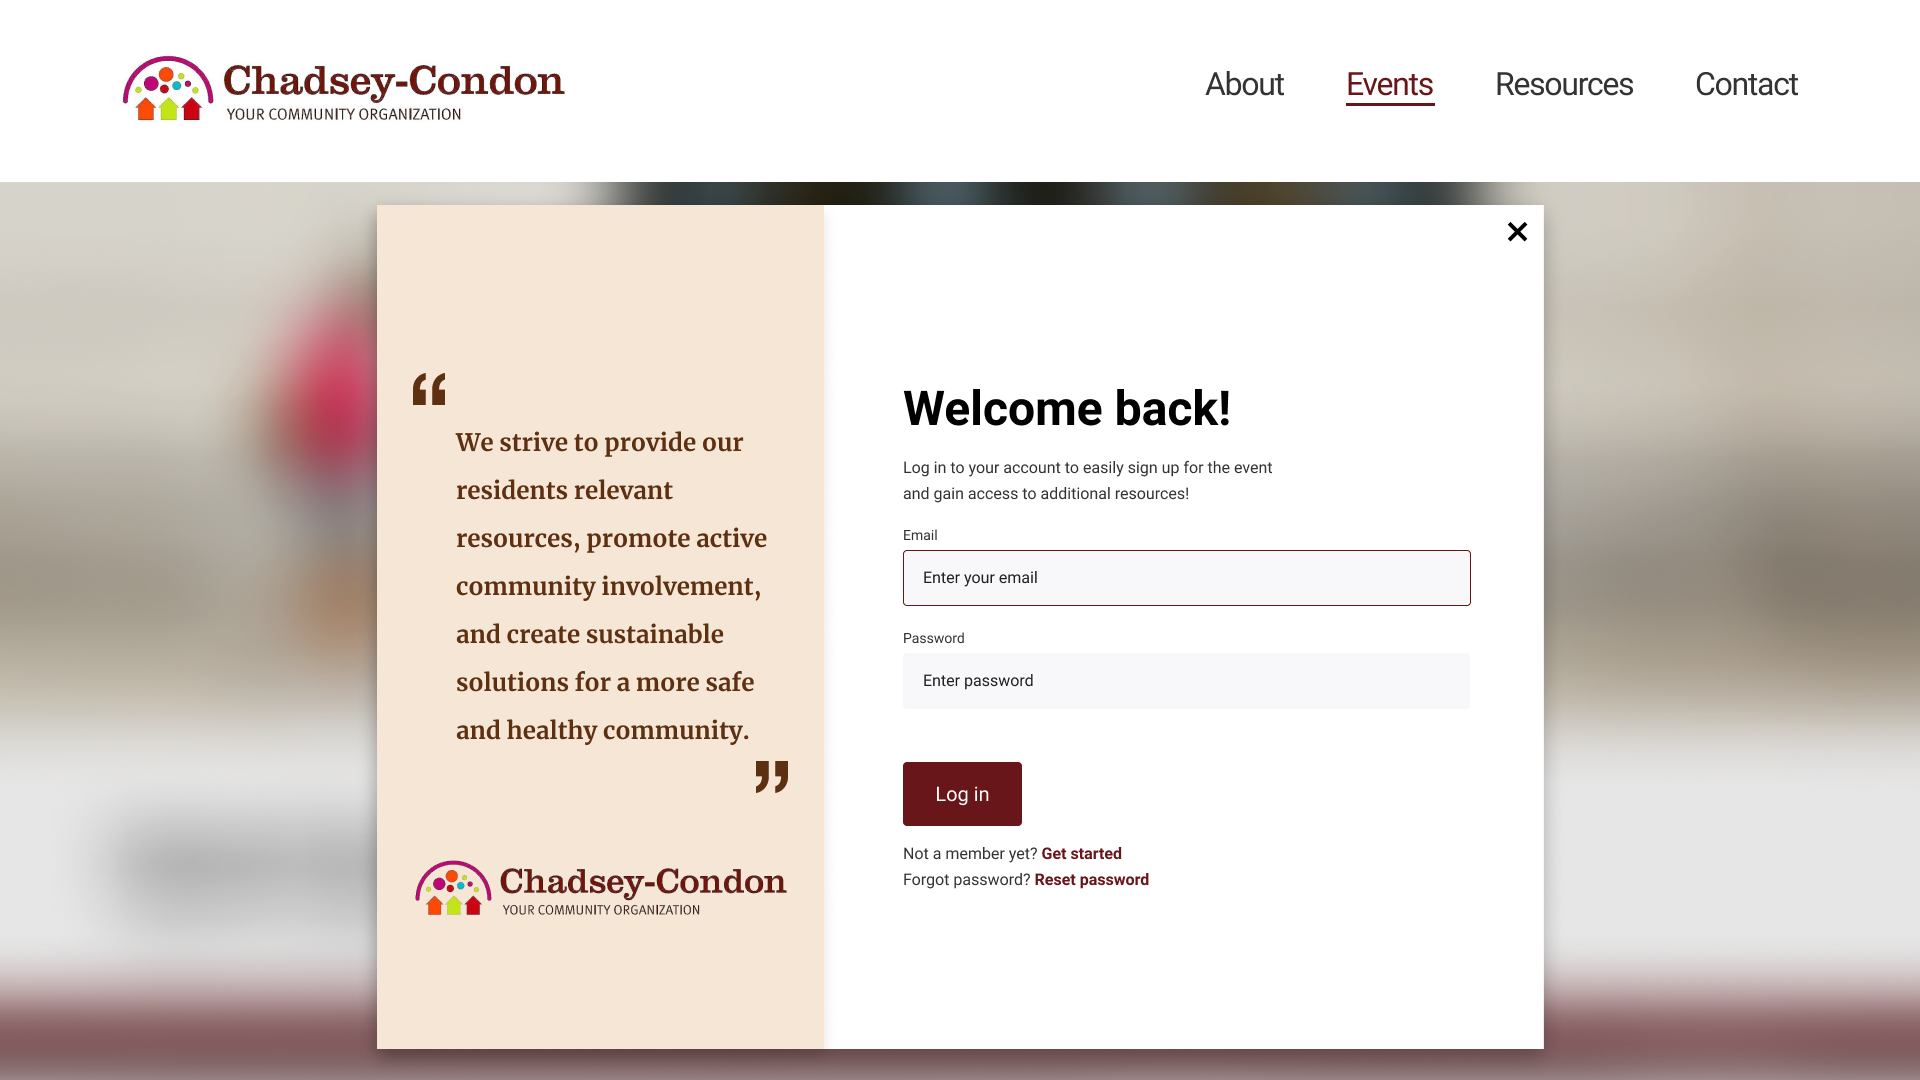 Chadsey-Condon
YOUR COMMUNITY ORGANIZATION
About
Events
Resources
Contact
“
We strive to provide our
residents relevant
resources, promote active
community involvement,
and create sustainable
solutions for a more safe
and healthy community.
”
Chadsey-Condon
YOUR COMMUNITY ORGANIZATION
Welcome back!
Log in to your account to easily sign up for the event
and gain access to additional resources!
Email
Enter your email
Password
Enter password
Log in
Not a member yet? Get started
Forgot password? Reset password